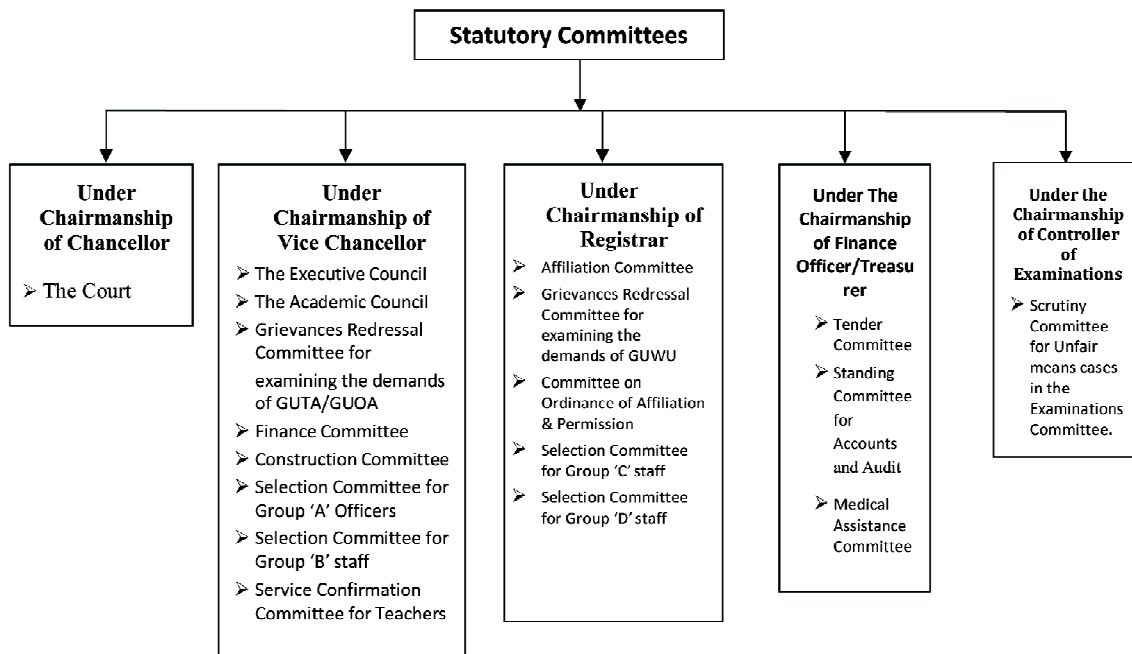 Statutory Committees
Under
Chairmanship
of Chancellor
➢ The Court
Under
Chairmanship of
Vice Chancellor
➢ The Executive Council
➢ The Academic Council
➢ Grievances Redressal
Committee for
examining the demands
of GUTA/GUOA
➢ Finance Committee
➢ Construction Committee
➢ Selection Committee for
Group ‘A’ Officers
➢ Selection Committee for
Group ‘B’ staff
➢ Service Confirmation
Committee for Teachers
Under
Chairmanship of
Registrar
➢ Affiliation Committee
➢ Grievances Redressal
Committee for
examining the
demands of GUWU
➢ Committee on
Ordinance of Affiliation
& Permission
➢ Selection Committee
for Group ‘C’ staff
➢ Selection Committee
for Group ‘D’ staff
Under The
Chairmanship
of Finance
Officer/Treasu
rer
➢ Tender
Committee
➢ Standing
Committee
for
Accounts
and Audit
➢ Medical
Assistance
Committee
Under the
Chairmanship
of Controller
of
Examinations
➢ Scrutiny
Committee
for Unfair
means cases
in the
Examinations
Committee.